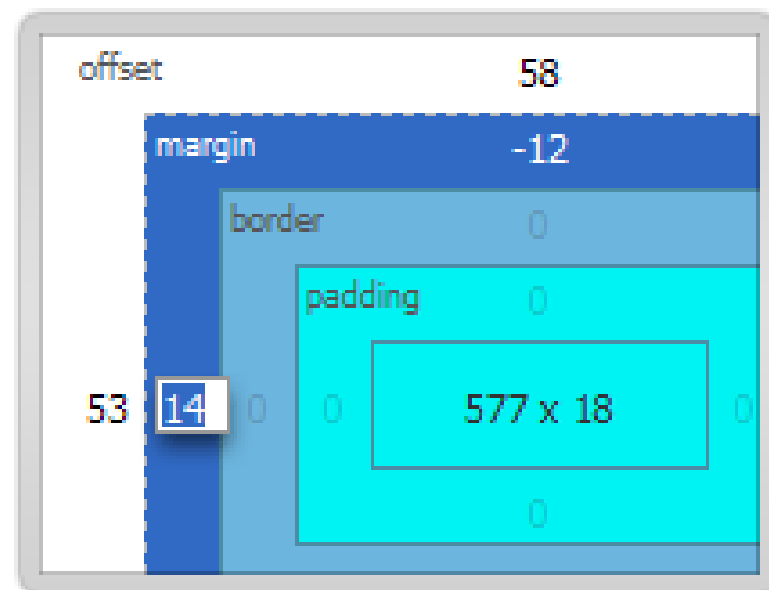 offset 58
margin -12
border 0
padding 0
53 14 0 0 577 x 18 0
0